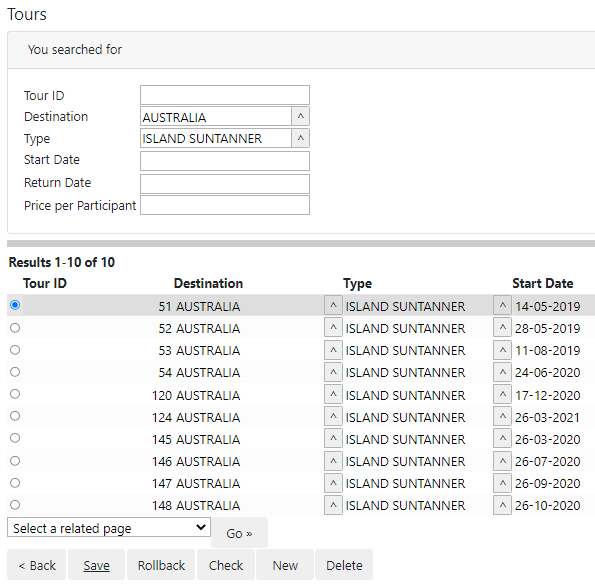 Tours
You searched for
Tour ID
Destination AUSTRALIA ^
Type ISLAND SUNTANNER ^
Start Date
Return Date
Price per Participant
Results 1-10 of 10
Tour ID Destination Type Start Date
51 AUSTRALIA ^ ISLAND SUNTANNER ^ 14-05-2019
52 AUSTRALIA ^ ISLAND SUNTANNER ^ 28-05-2019
53 AUSTRALIA ^ ISLAND SUNTANNER ^ 11-08-2019
54 AUSTRALIA ^ ISLAND SUNTANNER ^ 24-06-2020
120 AUSTRALIA ^ ISLAND SUNTANNER ^ 17-12-2020
124 AUSTRALIA ^ ISLAND SUNTANNER ^ 26-03-2021
145 AUSTRALIA ^ ISLAND SUNTANNER ^ 26-03-2020
146 AUSTRALIA ^ ISLAND SUNTANNER ^ 26-07-2020
147 AUSTRALIA ^ ISLAND SUNTANNER ^ 26-09-2020
148 AUSTRALIA ^ ISLAND SUNTANNER ^ 26-10-2020
Select a related page Go »
< Back Save Rollback Check New Delete